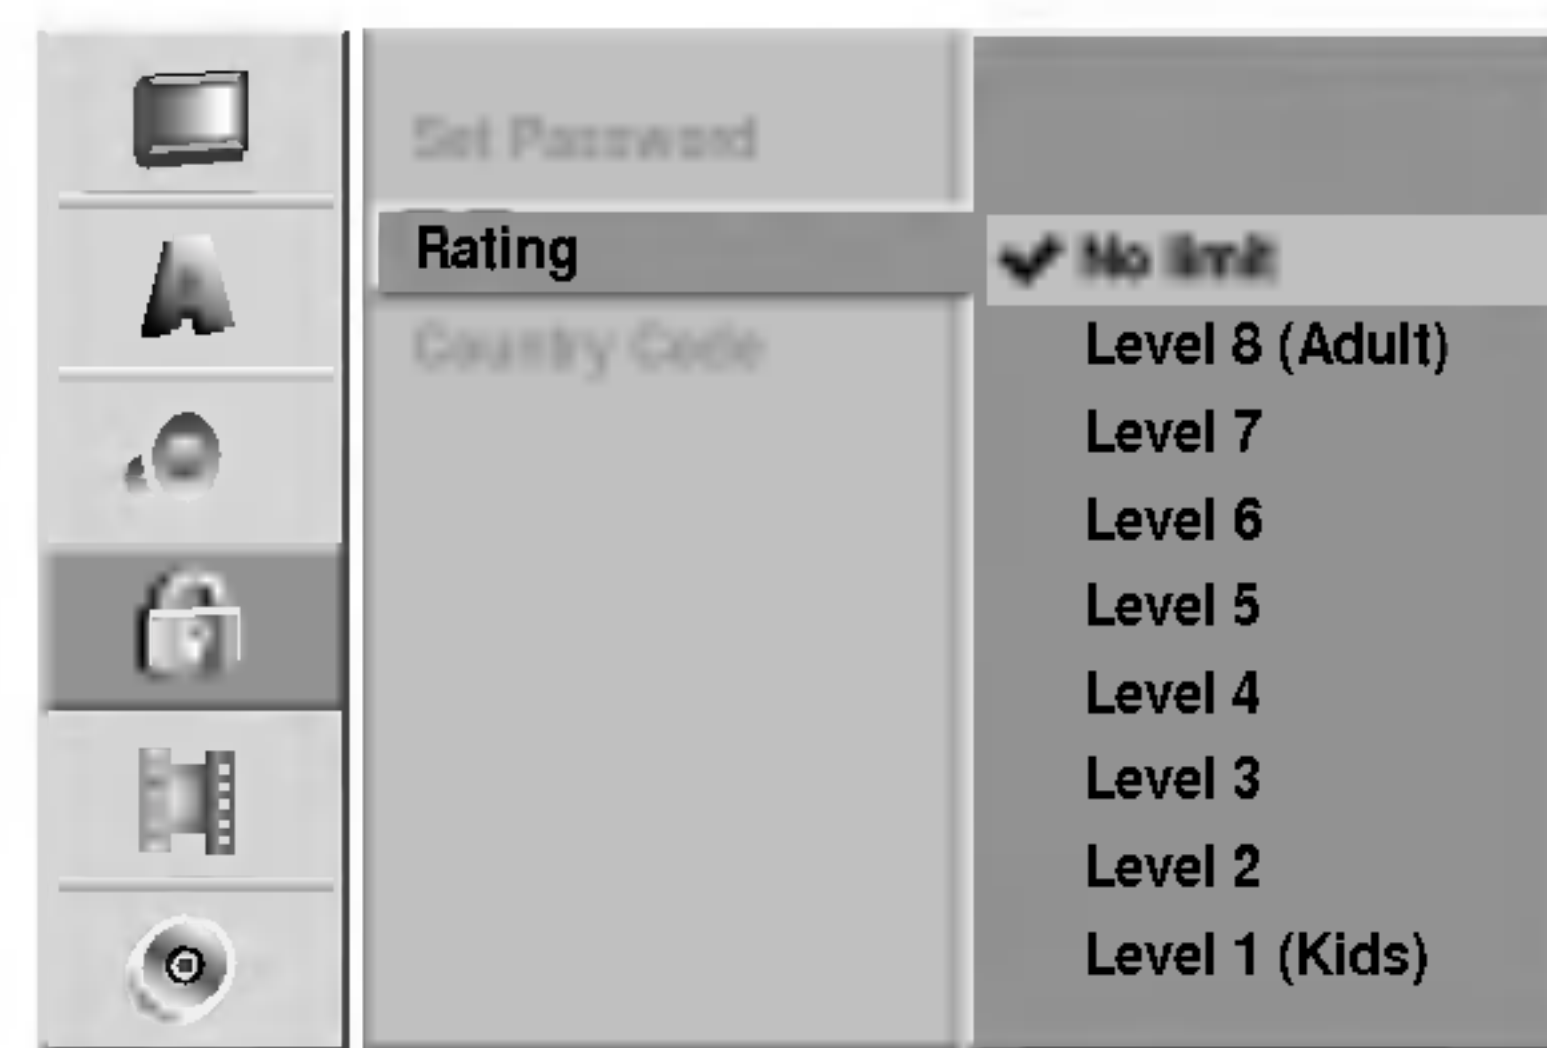 Set Password
Rating
Country Code
No limit
Level 8 (Adult)
Level 7
Level 6
Level 5
Level 4
Level 3
Level 2
Level 1 (Kids)